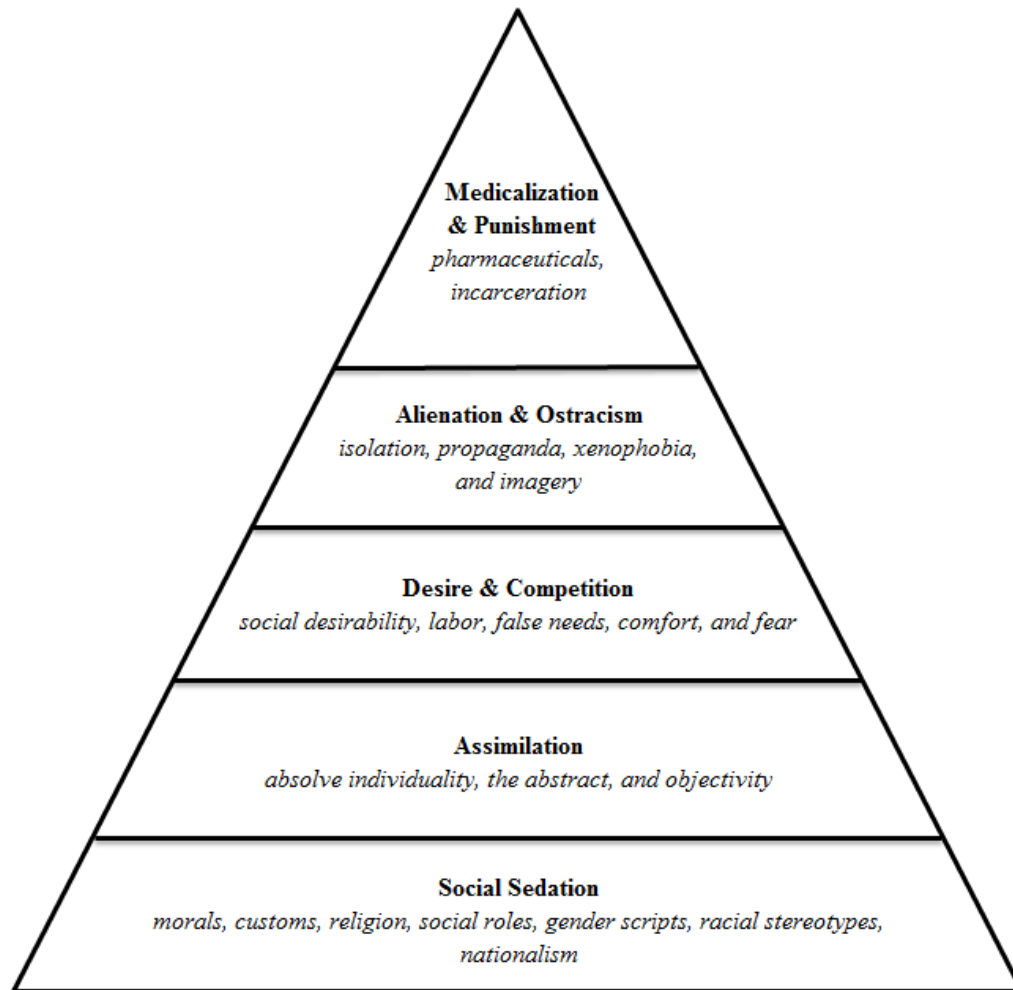 Medicalization
& Punishment
pharmaceuticals,
incarceration
Alienation & Ostracism
isolation, propaganda, xenophobia,
and imagery
Desire & Competition
social desirability, labor, false needs, comfort, and fear
Assimilation
absolve individuality, the abstract, and objectivity
Social Sedation
morals, customs, religion, social roles, gender scripts, racial stereotypes,
nationalism